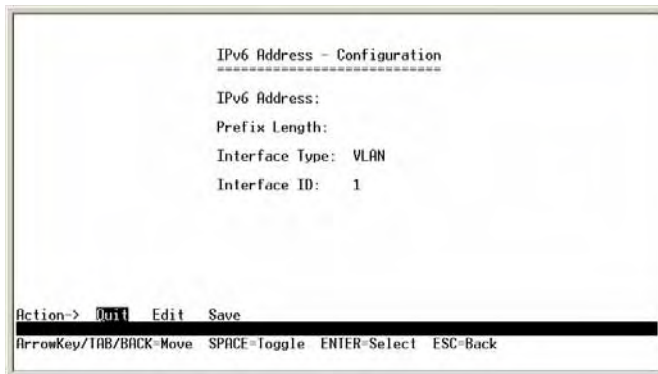 IPv6 Address - Configuration
============================
IPv6 Address:
Prefix Length:
Interface Type: VLAN
Interface ID: 1
Action-> Quit Edit Save
ArrowKey/TAB/BACK=Move SPACE=Toggle ENTER=Select ESC=Back